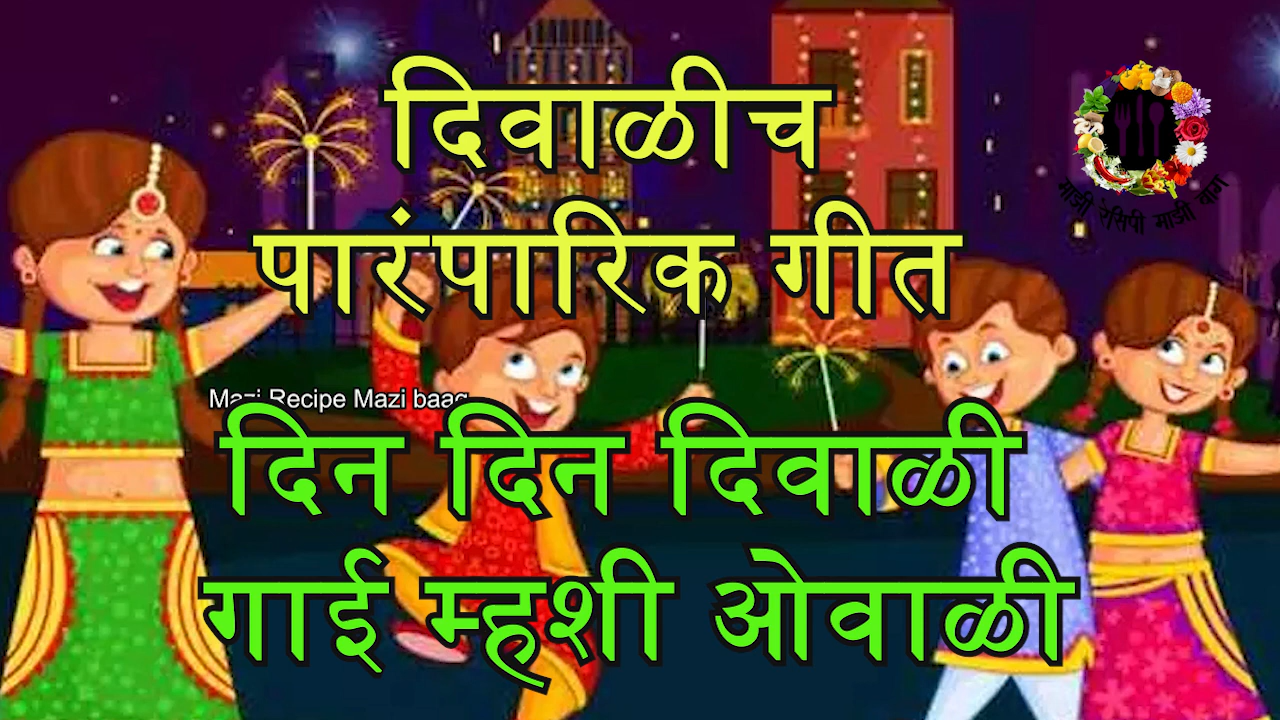 दिवाळीच
पारंपारिक गीत
माझी रेसिपी माझी बाग
Mazi Recipe Mazi baag
दिन दिन दिवाळी
गाई म्हशी ओवाळी